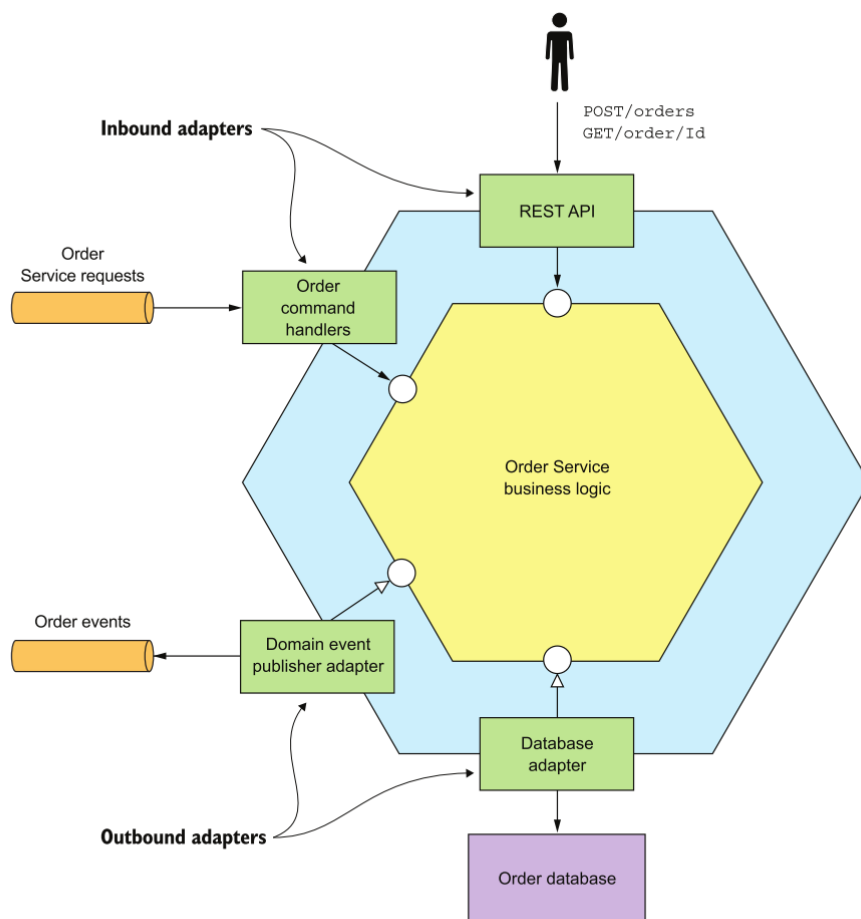 POST/orders
GET/order/Id
Inbound adapters
REST API
Order
Service requests
Order
command
handlers
Order Service
business logic
Order events
Domain event
publisher adapter
Database
adapter
Outbound adapters
Order database